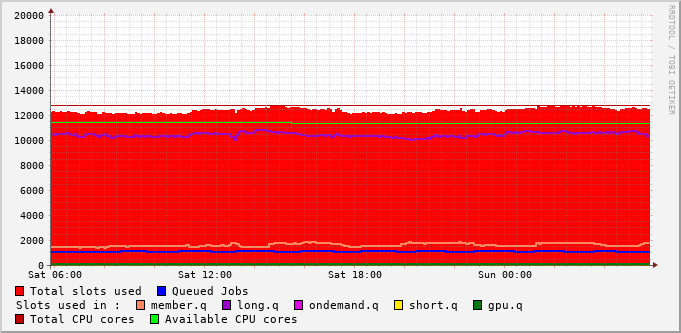 20000
18000
16000
14000
12000
10000
8000
6000
4000
2000
0
Sat 06:00 Sat 12:00 Sat 18:00 Sun 00:00
Total slots used Queued Jobs
Slots used in : member.q long.q ondemand.q short.q gpu.q
Total CPU cores Available CPU cores
RRDTOOL / TOBI OETIKER